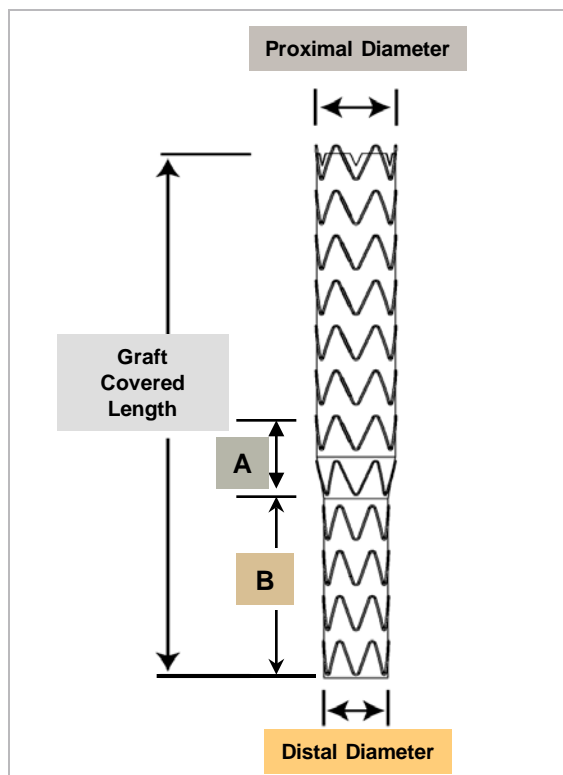 Proximal Diameter
Graft
Covered
Length
A
B
Distal Diameter